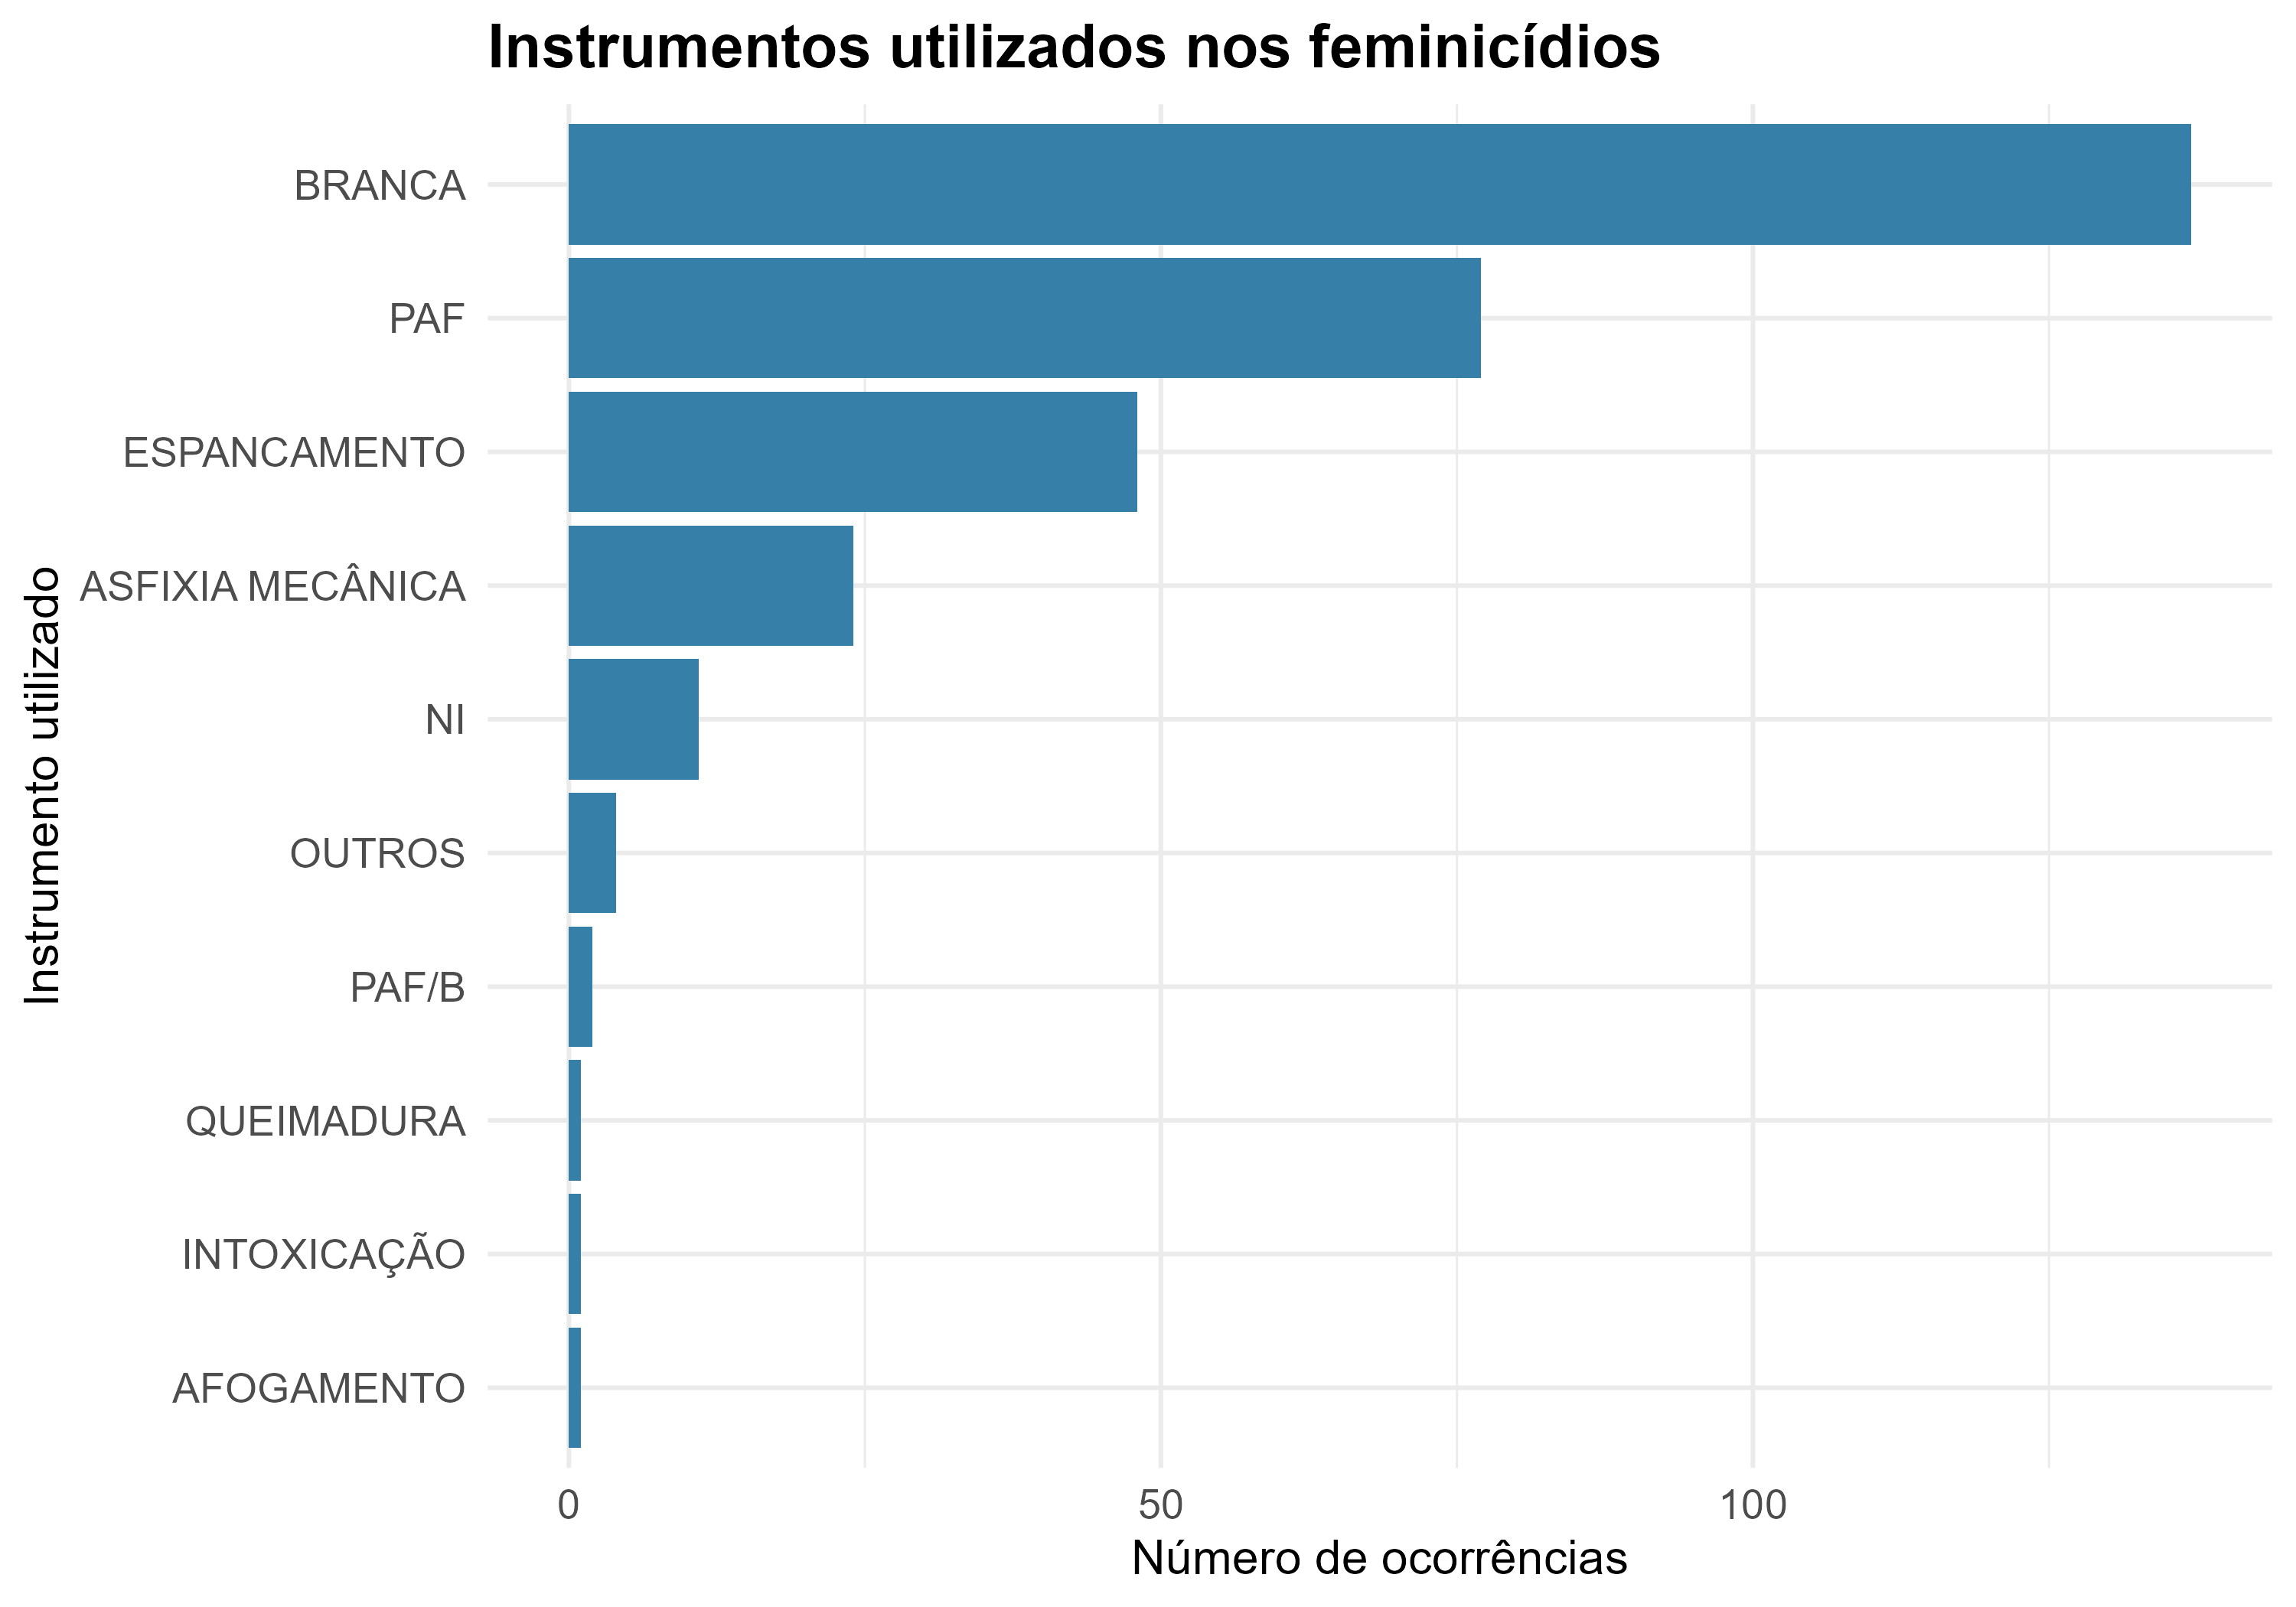 Instrumentos utilizados nos feminicídios
Instrumento utilizado
BRANCA
PAF
ESPANCAMENTO
ASFIXIA MECÂNICA
NI
OUTROS
PAF/B
QUEIMADURA
INTOXICAÇÃO
AFOGAMENTO
0 50 100
Número de ocorrências